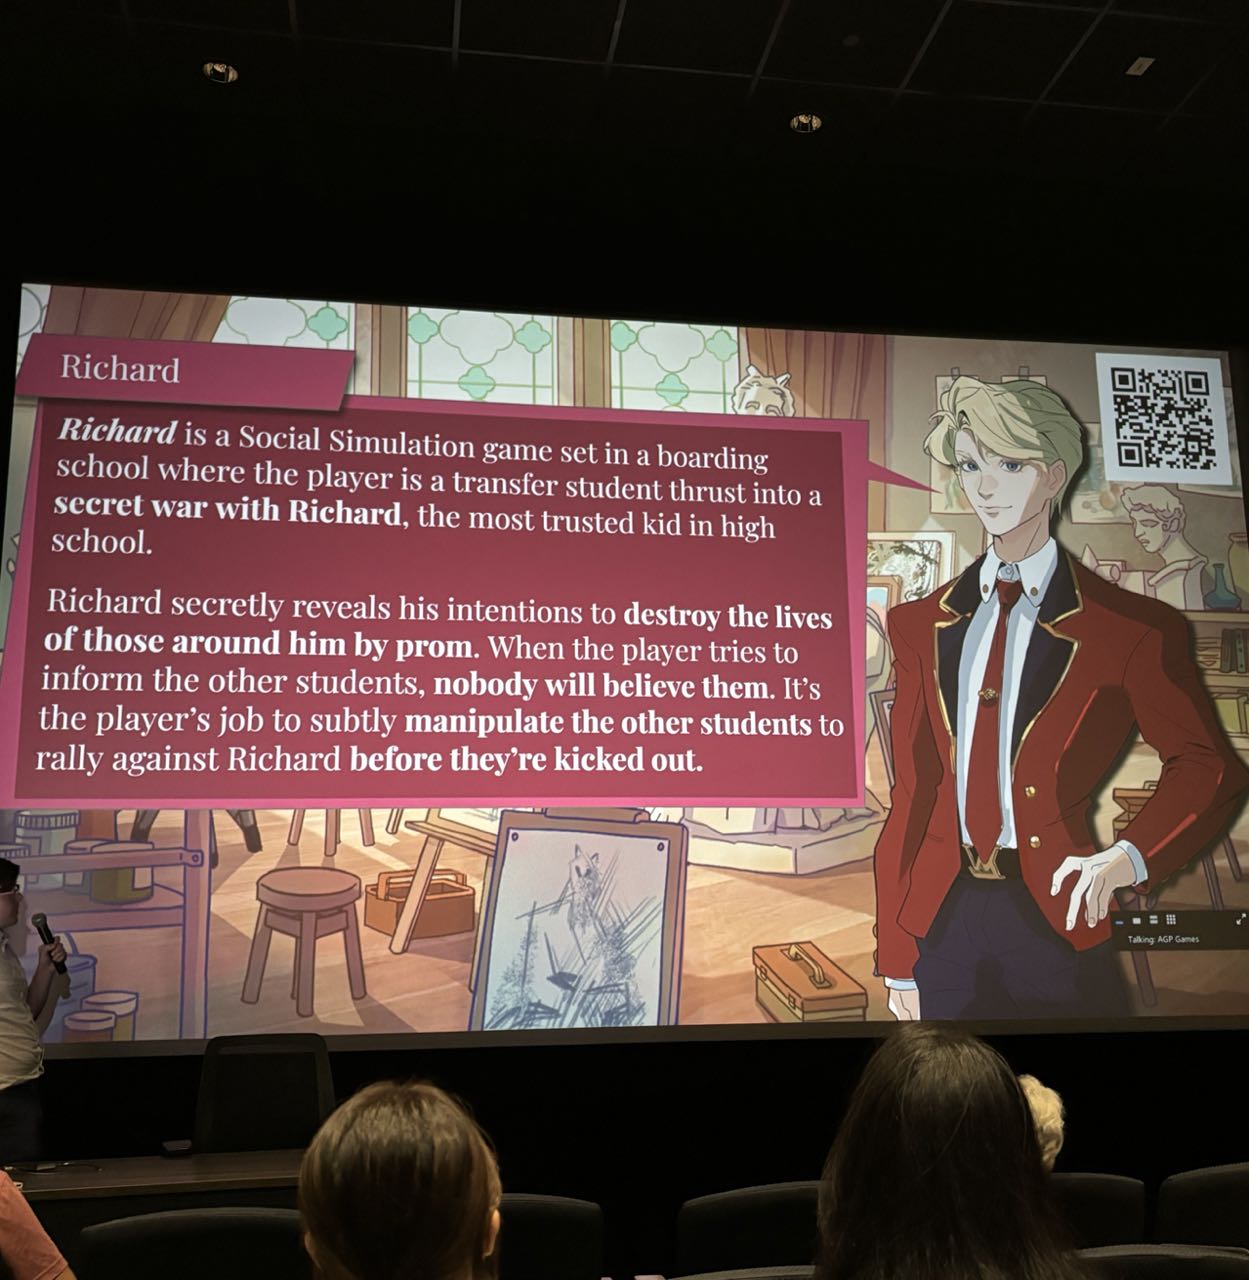 Richard
Richard is a Social Simulation game set in a boarding
school where the player is a transfer student thrust into a
secret war with Richard, the most trusted kid in high
school.
Richard secretly reveals his intentions to destroy the lives
of those around him by prom. When the player tries to
inform the other students, nobody will believe them. It's
the player's job to subtly manipulate the other students to
rally against Richard before they're kicked out.
Talking: AGP Games